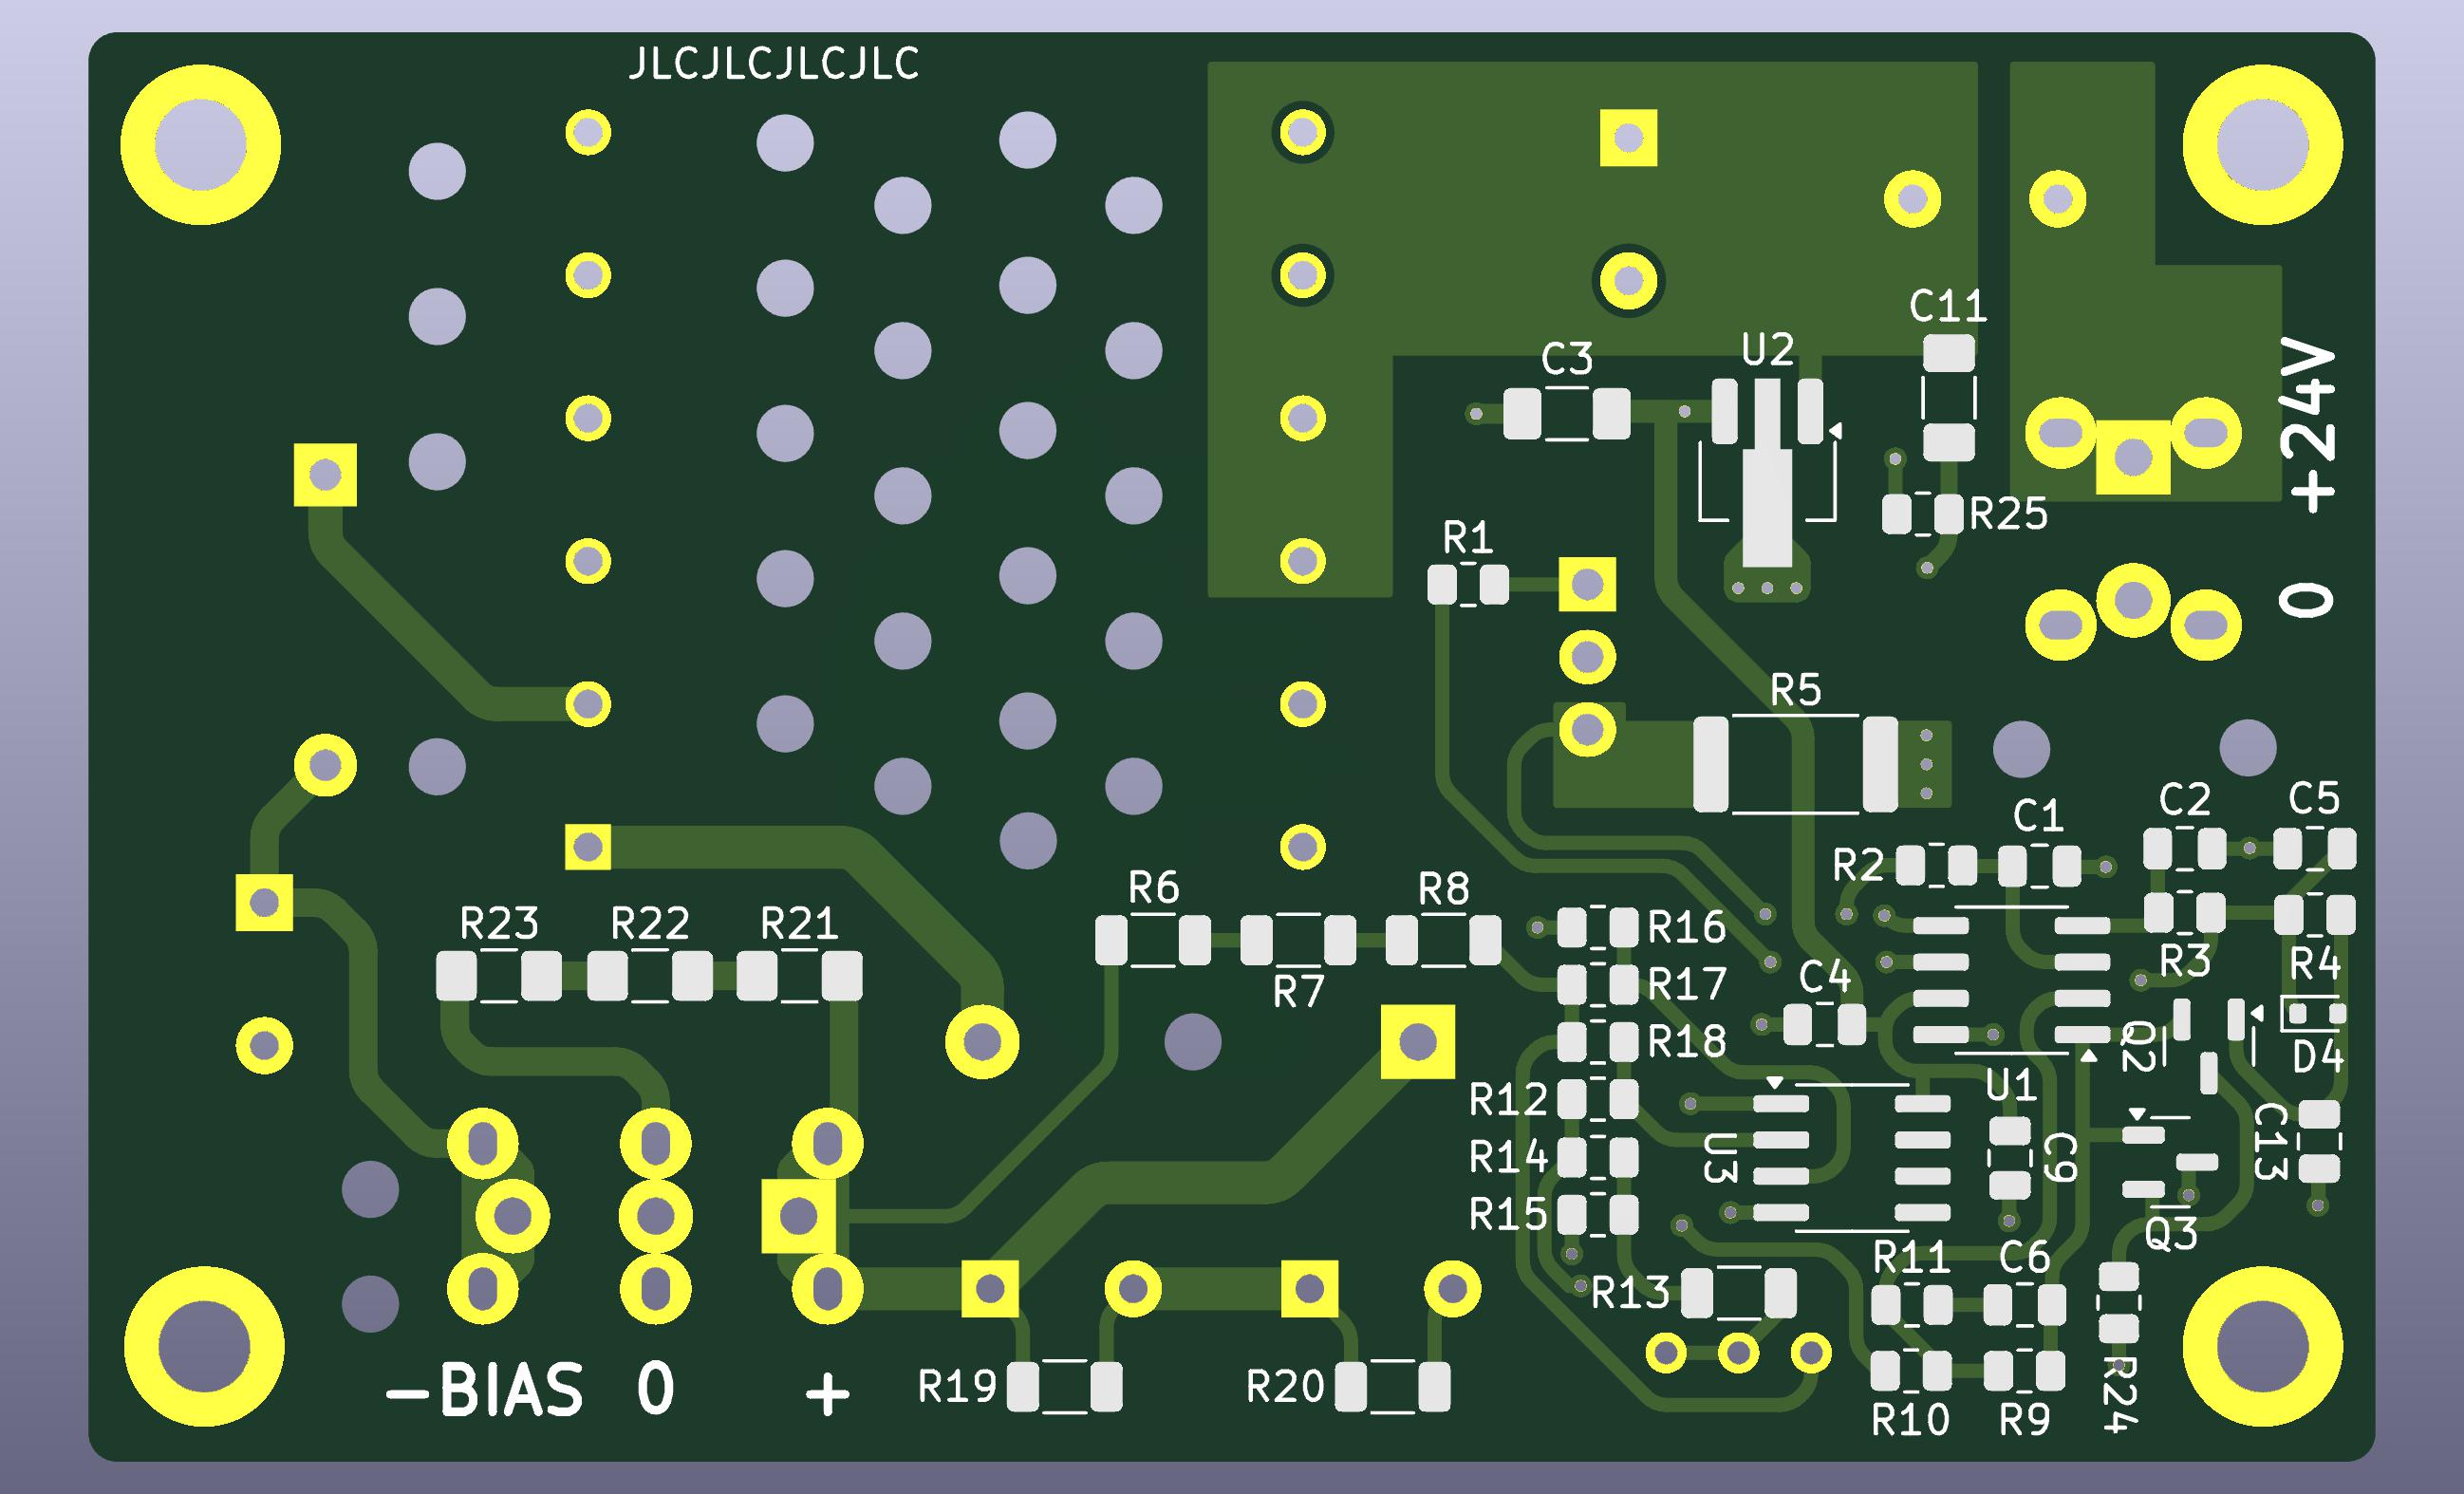 JLCJLCJLCJLC
C11
U2
C3
+24V
R25
R1
0
R5
C2
C5
C1
R2
R6
R8
R23
R22
R21
R16
R3
R4
R7
R17
C4
R18
Q2
D4
U1
R12
C13
U3
C9
R14
R15
Q3
R11
C6
R13
-BIAS
0
+
R19
R20
R24
R10
R9